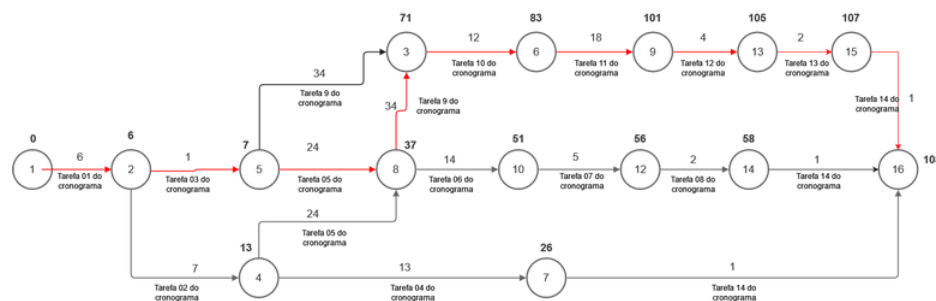 71
83
101
105
107
12
18
4
2
3
6
9
13
15
Tarefa 10 do
cronograma
Tarefa 11 do
cronograma
Tarefa 12 do
cronograma
Tarefa 13 do
cronograma
34
Tarefa 9 do
cronograma
34
Tarefa 9 do
cronograma
Tarefa 14 do
cronograma
1
0
6
7
37
51
56
58
6
1
24
14
5
2
1
1
2
5
8
10
12
14
16
Tarefa 01 do
cronograma
Tarefa 03 do
cronograma
Tarefa 05 do
cronograma
Tarefa 06 do
cronograma
Tarefa 07 do
cronograma
Tarefa 08 do
cronograma
Tarefa 14 do
cronograma
24
Tarefa 05 do
cronograma
13
26
7
13
1
4
7
Tarefa 02 do
cronograma
Tarefa 04 do
cronograma
Tarefa 14 do
cronograma